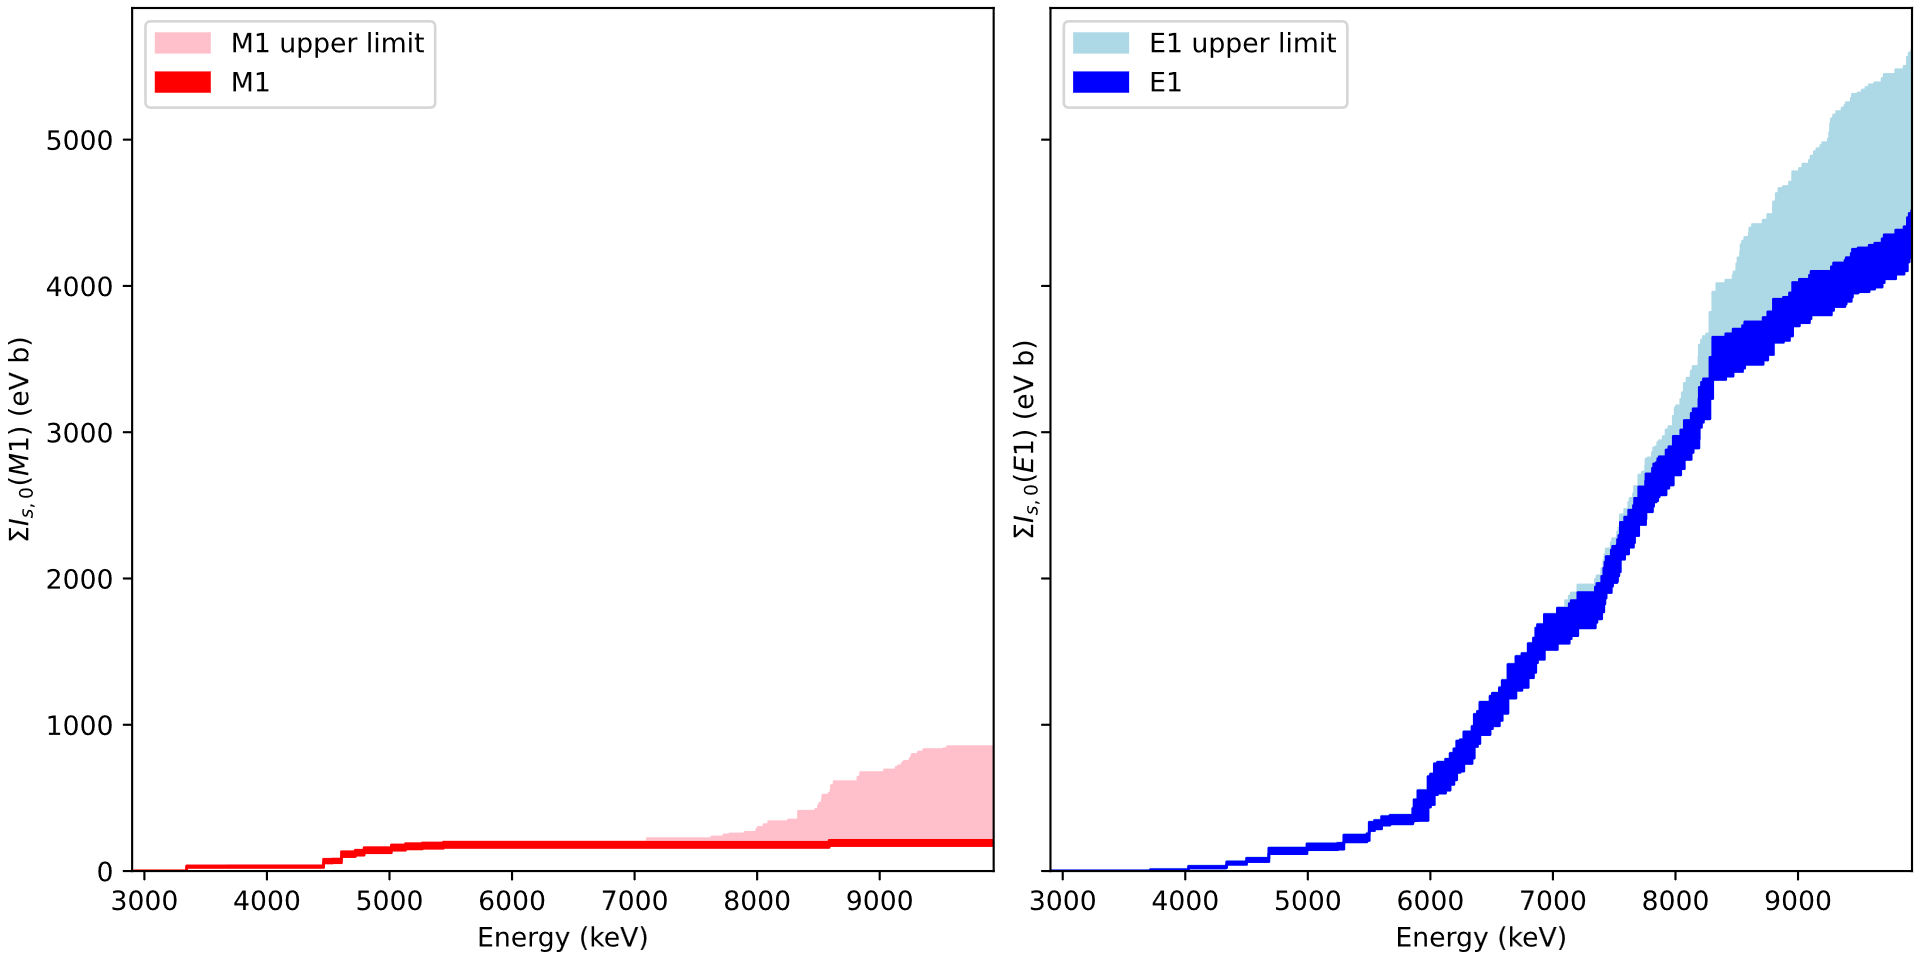 M1 upper limit
M1
5000
4000
3000
2000
1000
0
ΣI_{s,0}(M1) (eV b)
3000 4000 5000 6000 7000 8000 9000
Energy (keV)
E1 upper limit
E1
ΣI_{s,0}(E1) (eV b)
3000 4000 5000 6000 7000 8000 9000
Energy (keV)